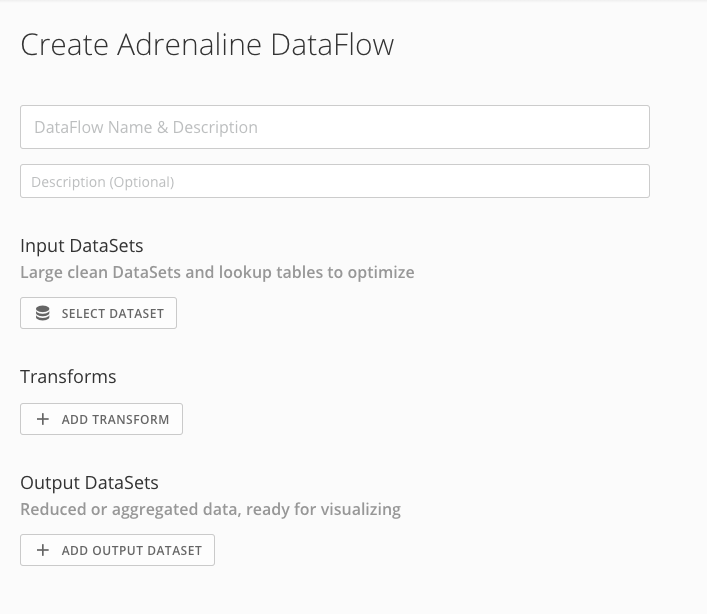 Create Adrenaline DataFlow
DataFlow Name & Description
Description (Optional)
Input DataSets
Large clean DataSets and lookup tables to optimize
SELECT DATASET
Transforms
ADD TRANSFORM
Output DataSets
Reduced or aggregated data, ready for visualizing
ADD OUTPUT DATASET